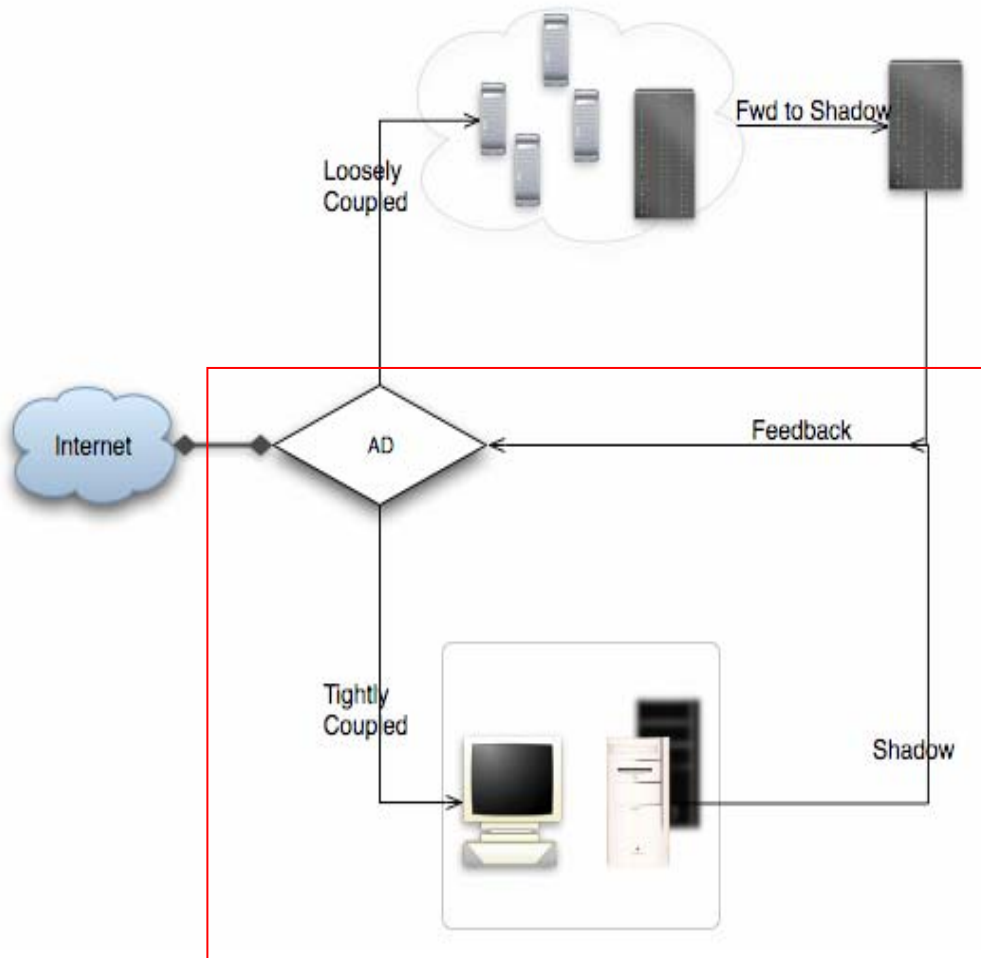 Fwd to Shadow
Loosely
Coupled
Internet
AD
Feedback
Tightly
Coupled
Shadow